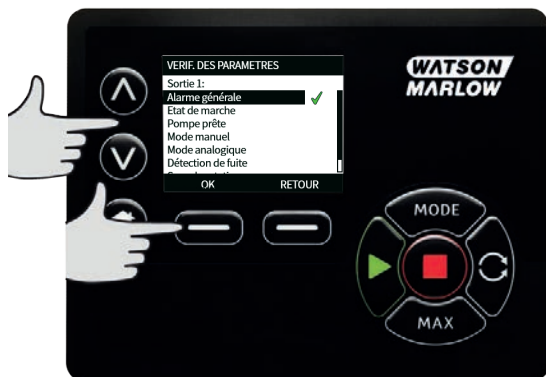 VERIF. DES PARAMETRES
Sortie 1:
Alarme générale
Etat de marche
Pompe prête
Mode manuel
Mode analogique
Détection de fuite
OK RETOUR
WATSON
MARLOW
MODE
MAX